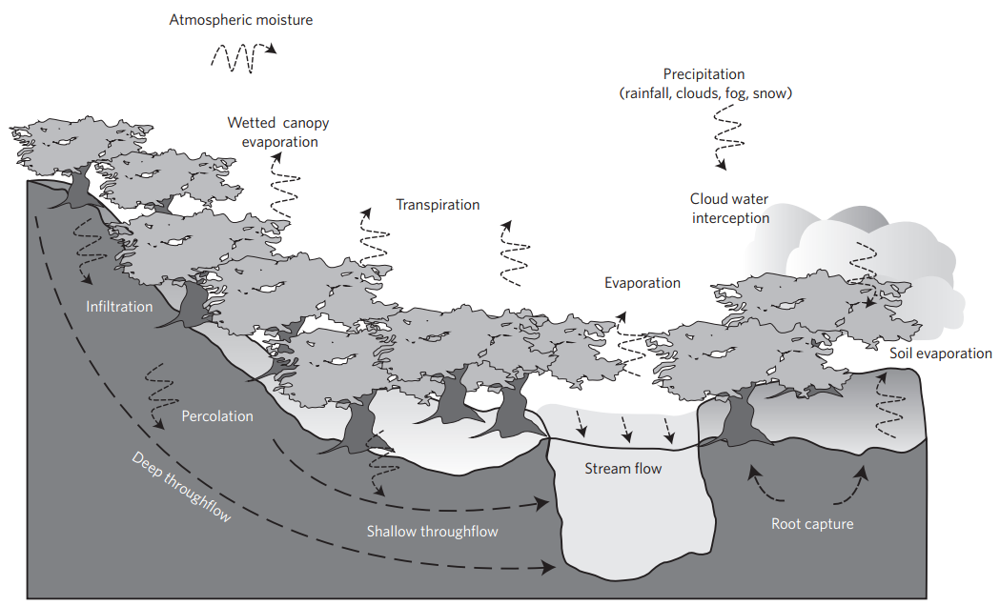 Atmospheric moisture
Precipitation
(rainfall, clouds, fog, snow)
Wetted canopy
evaporation
Transpiration
Cloud water
interception
Evaporation
Infiltration
Soil evaporation
Percolation
Deep throughflow
Stream flow
Shallow throughflow
Root capture